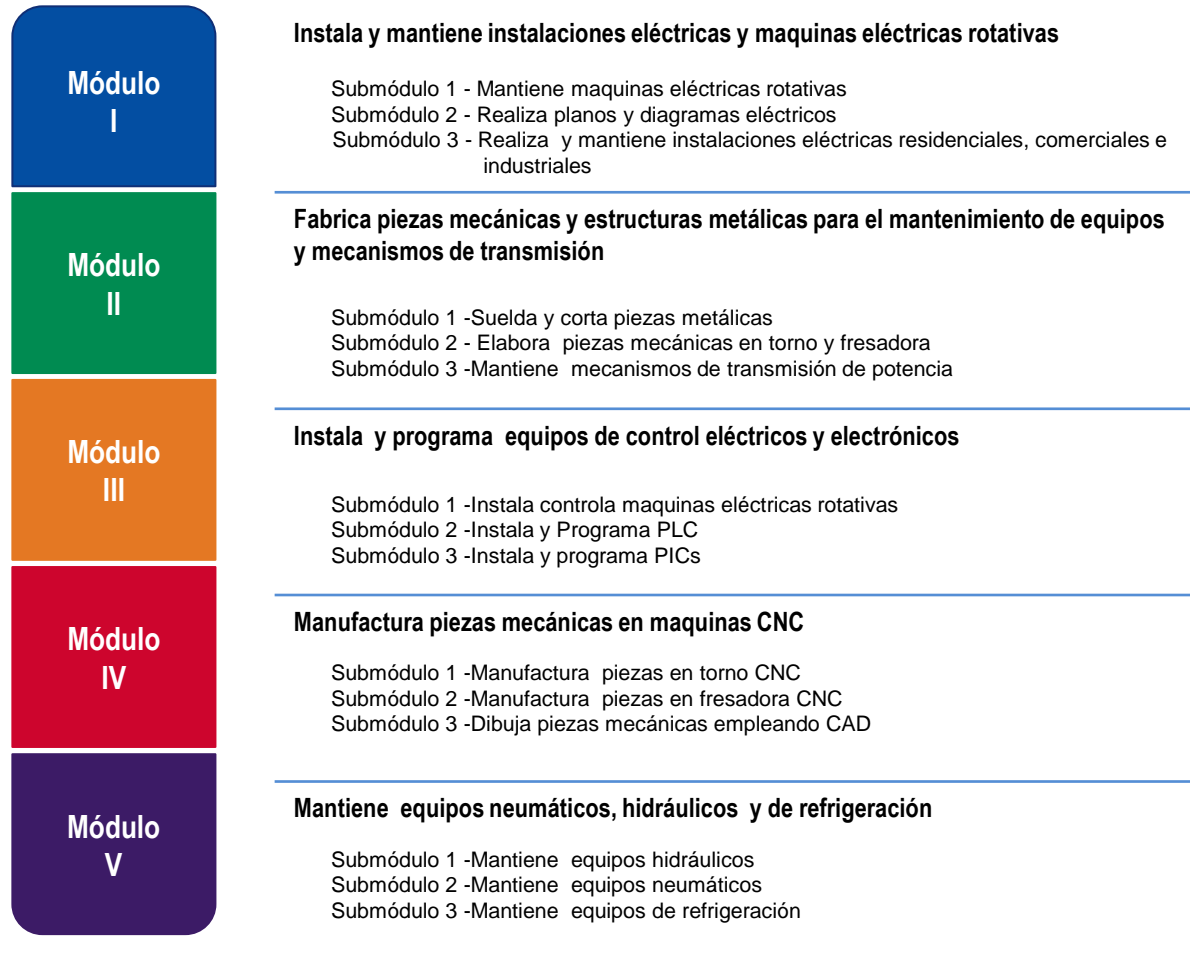 Módulo
I
Instala y mantiene instalaciones eléctricas y maquinas eléctricas rotativas
Submódulo 1 - Mantiene maquinas eléctricas rotativas
Submódulo 2 - Realiza planos y diagramas eléctricos
Submódulo 3 - Realiza  y mantiene instalaciones eléctricas residenciales, comerciales e
industriales
Módulo
II
Fabrica piezas mecánicas y estructuras metálicas para el mantenimiento de equipos
y mecanismos de transmisión
Submódulo 1 -Suelda y corta piezas metálicas
Submódulo 2 - Elabora  piezas mecánicas en torno y fresadora
Submódulo 3 -Mantiene  mecanismos de transmisión de potencia
Módulo
III
Instala  y programa  equipos de control eléctricos y electrónicos
Submódulo 1 -Instala controla maquinas eléctricas rotativas
Submódulo 2 -Instala y Programa PLC
Submódulo 3 -Instala y programa PICs
Módulo
IV
Manufactura piezas mecánicas en maquinas CNC
Submódulo 1 -Manufactura  piezas en torno CNC
Submódulo 2 -Manufactura  piezas en fresadora CNC
Submódulo 3 -Dibuja piezas mecánicas empleando CAD
Módulo
V
Mantiene  equipos neumáticos, hidráulicos  y de refrigeración
Submódulo 1 -Mantiene  equipos hidráulicos
Submódulo 2 -Mantiene  equipos neumáticos
Submódulo 3 -Mantiene  equipos de refrigeración